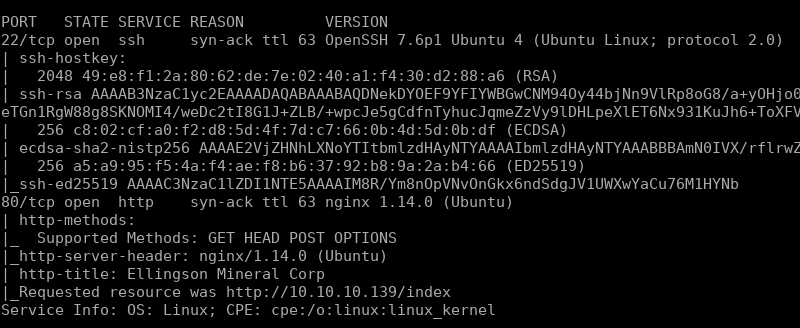 PORT   STATE SERVICE REASON         VERSION
22/tcp open  ssh     syn-ack ttl 63 OpenSSH 7.6p1 Ubuntu 4 (Ubuntu Linux; protocol 2.0)
| ssh-hostkey:
|   2048 49:e8:f1:2a:80:62:de:7e:02:40:a1:f4:30:d2:88:a6 (RSA)
| ssh-rsa AAAAB3NzaC1yc2EAAAADAQABAAABAQDNekDYOEF9YFIYWBGwCNM94Oy44bjNn9VlRp8oG8/a+yOHjo0
eTGn1RgW88g8SKNOMI4/weDc2tI8G1J+ZLB/+wpcJe5gCdfnTyhucJqmeZzVy9lDHLpeXlET6Nx931KuJh6+ToXFV
|   256 c8:02:cf:a0:f2:d8:5d:4f:7d:c7:66:0b:4d:5d:0b:df (ECDSA)
| ecdsa-sha2-nistp256 AAAAE2VjZHNhLXNoYTItbmlzdHAyNTYAAAAIbmlzdHAyNTYAAABBBAmN0IVX/rflrwZ
|   256 a5:a9:95:f5:4a:f4:ae:f8:b6:37:92:b8:9a:2a:b4:66 (ED25519)
|_ssh-ed25519 AAAAC3NzaC1lZDI1NTE5AAAAIM8R/Ym8nOpVNvOnGkx6ndSdgJV1UWXwYaCu76M1HYNb
80/tcp open  http    syn-ack ttl 63 nginx 1.14.0 (Ubuntu)
| http-methods:
|_  Supported Methods: GET HEAD POST OPTIONS
|_http-server-header: nginx/1.14.0 (Ubuntu)
| http-title: Ellingson Mineral Corp
|_Requested resource was http://10.10.10.139/index
Service Info: OS: Linux; CPE: cpe:/o:linux:linux_kernel